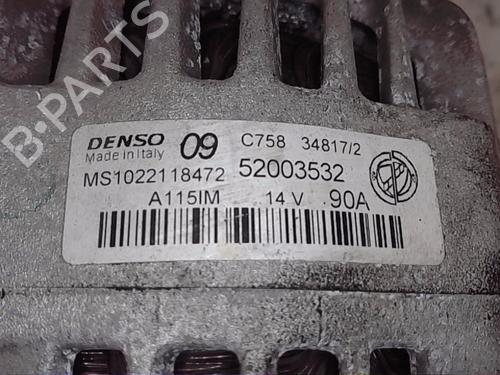 B-PARTS
DENSO 09 C758 34817/2
Made in Italy
MS1022118472 52003532
A115IM 14 V 90A